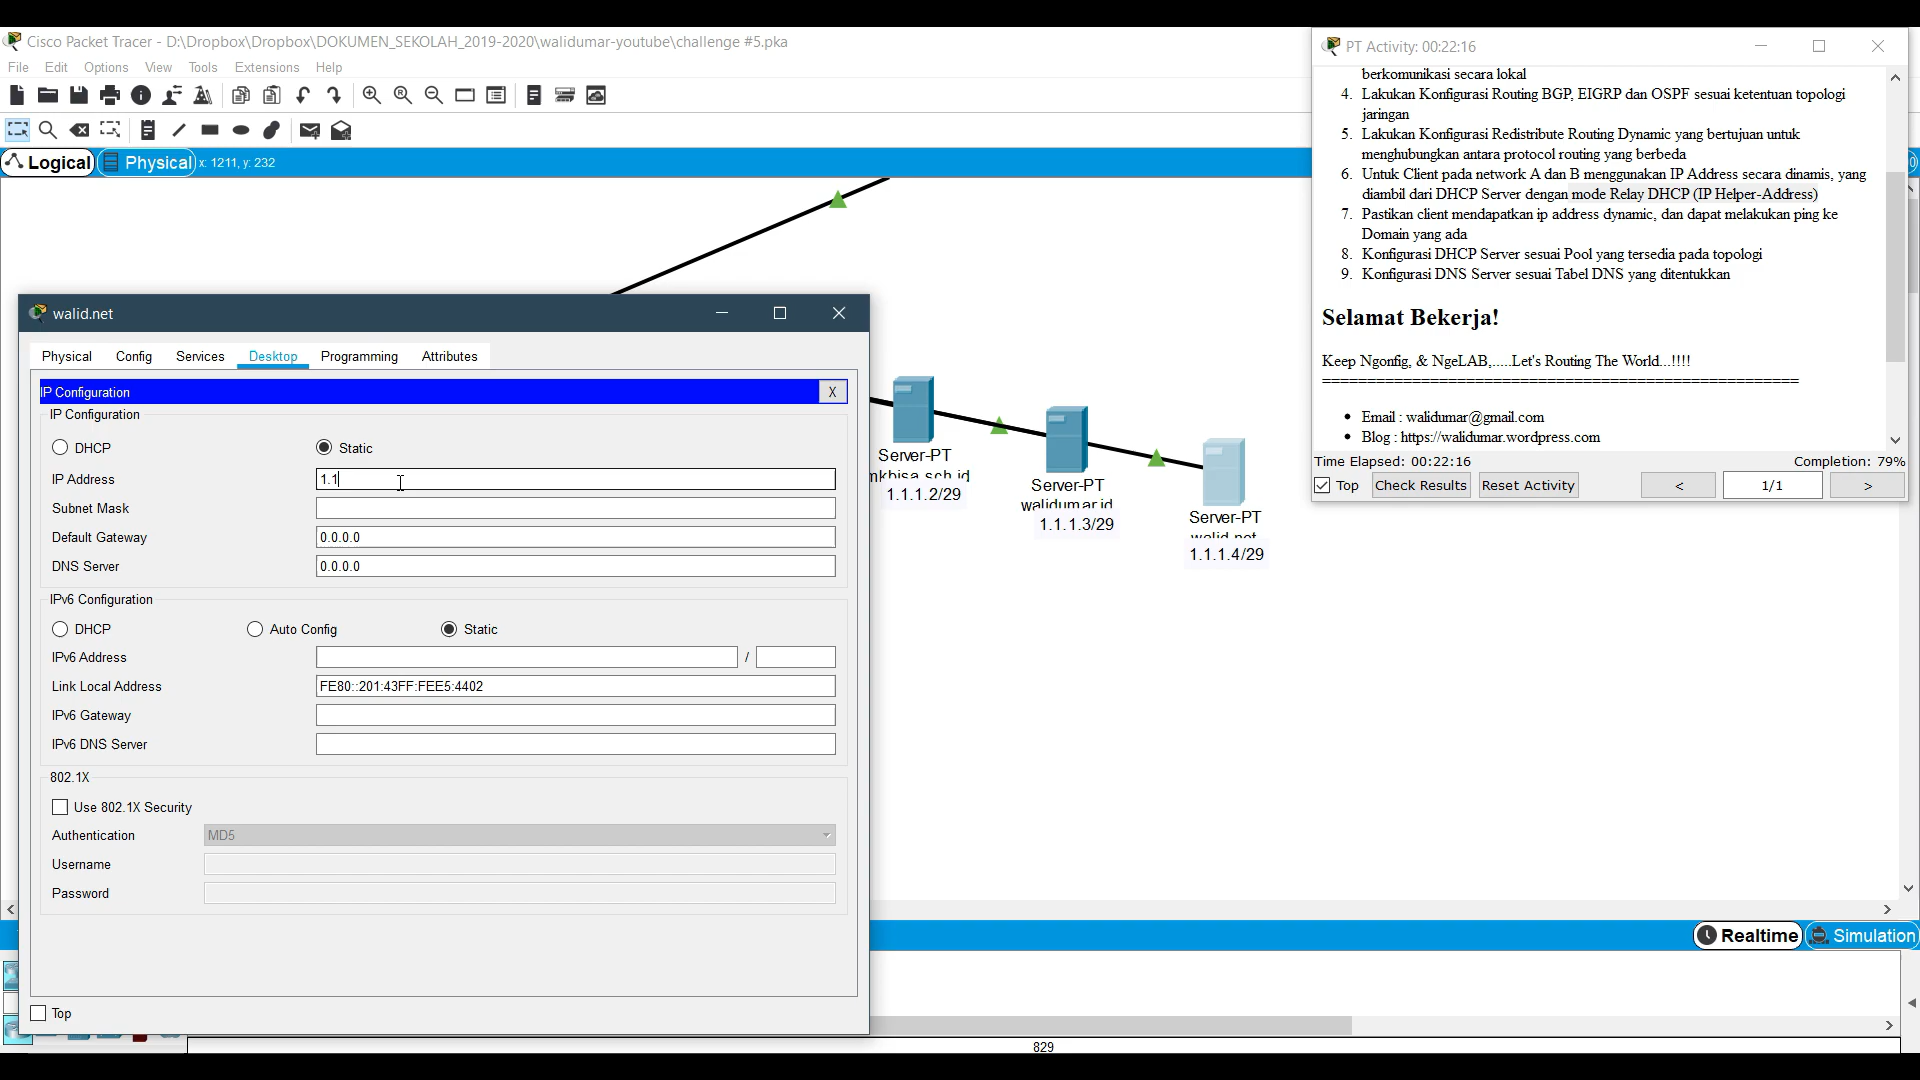 Cisco Packet Tracer - D:\Dropbox\Dropbox\DOKUMEN_SEKOLAH_2019-2020\walidumar-youtube\challenge #5.pka
File Edit Options View Tools Extensions Help
Logical Physical x: 1211, y: 232
PT Activity: 00:22:16
berkomunikasi secara lokal
4. Lakukan Konfigurasi Routing BGP, EIGRP dan OSPF sesuai ketentuan topologi
jaringan
5. Lakukan Konfigurasi Redistribute Routing Dynamic yang bertujuan untuk
menghubungkan antara protocol routing yang berbeda
6. Untuk Client pada network A dan B menggunakan IP Address secara dinamis, yang
diambil dari DHCP Server dengan mode Relay DHCP (IP Helper-Address)
7. Pastikan client mendapatkan ip address dynamic, dan dapat melakukan ping ke
Domain yang ada
8. Konfigurasi DHCP Server sesuai Pool yang tersedia pada topologi
9. Konfigurasi DNS Server sesuai Tabel DNS yang ditentukkan
Selamat Bekerja!
Keep Ngonfig, & NgeLAB,.....Let's Routing The World...!!!!
=====================================================
• Email : walidumar@gmail.com
• Blog : https://walidumar.wordpress.com
Time Elapsed: 00:22:16 Completion: 79%
Top Check Results Reset Activity < 1/1 >
walid.net
Physical Config Services Desktop Programming Attributes
IP Configuration X
IP Configuration
DHCP Static
IP Address 1.1
Subnet Mask
Default Gateway 0.0.0.0
DNS Server 0.0.0.0
IPv6 Configuration
DHCP Auto Config Static
IPv6 Address /
Link Local Address FE80::201:43FF:FEE5:4402
IPv6 Gateway
IPv6 DNS Server
802.1X
Use 802.1X Security
Authentication MD5
Username
Password
Top
Server-PT
mkbisa.sch.id
1.1.1.2/29
Server-PT
walidumar.id
1.1.1.3/29
Server-PT
walid.net
1.1.1.4/29
Realtime Simulation
829